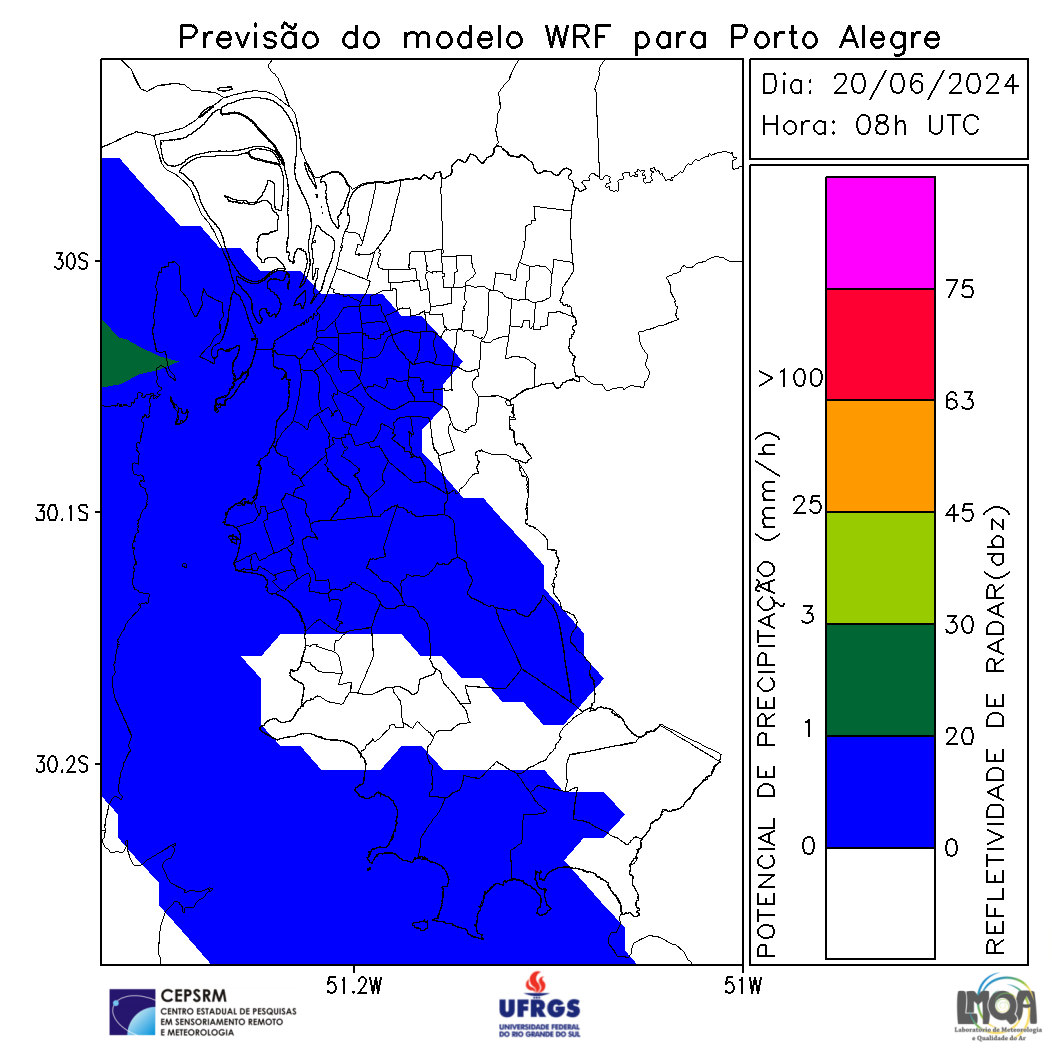 Previsão do modelo WRF para Porto Alegre
Dia: 20/06/2024
Hora: 08h UTC
30S
30.1S
30.2S
51.2W
51W
POTENCIAL DE PRECIPITAÇÃO (mm/h)
>100
25
3
1
0
75
63
45
30
20
0
REFLETIVIDADE DE RADAR(dbz)
CEPSRM
CENTRO ESTADUAL DE PESQUISAS
EM SENSORIAMENTO REMOTO
E METEOROLOGIA
UFRGS
UNIVERSIDADE FEDERAL
DO RIO GRANDE DO SUL
LMQA
Laboratório de Meteorologia
e Qualidade do Ar